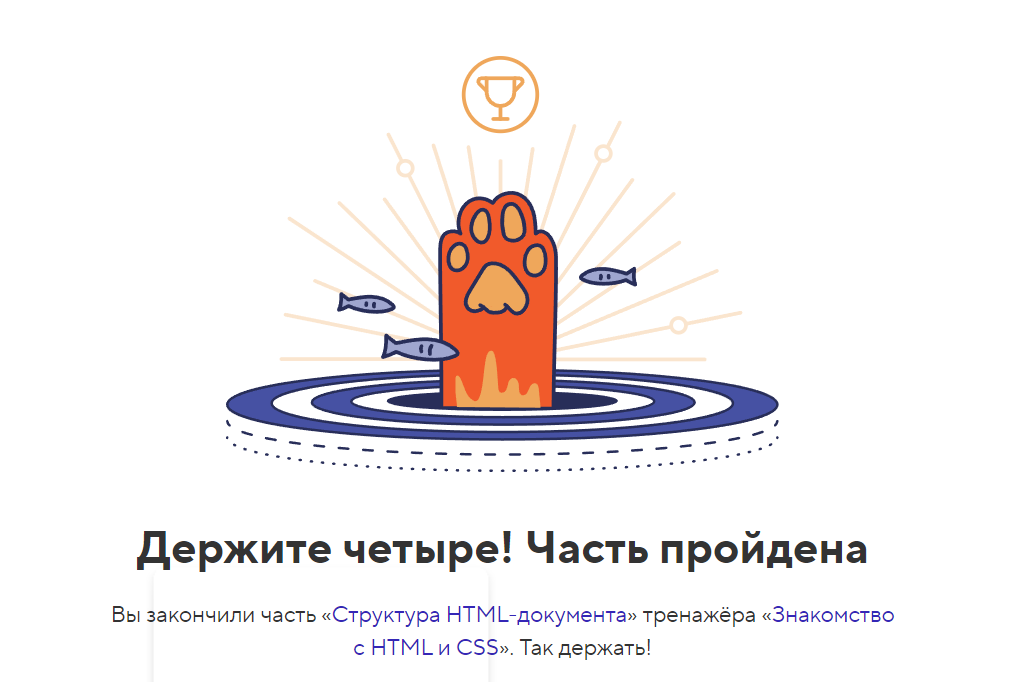 Держите четыре! Часть пройдена
Вы закончили часть «Структура HTML-документа» тренажёра «Знакомство
с HTML и CSS». Так держать!